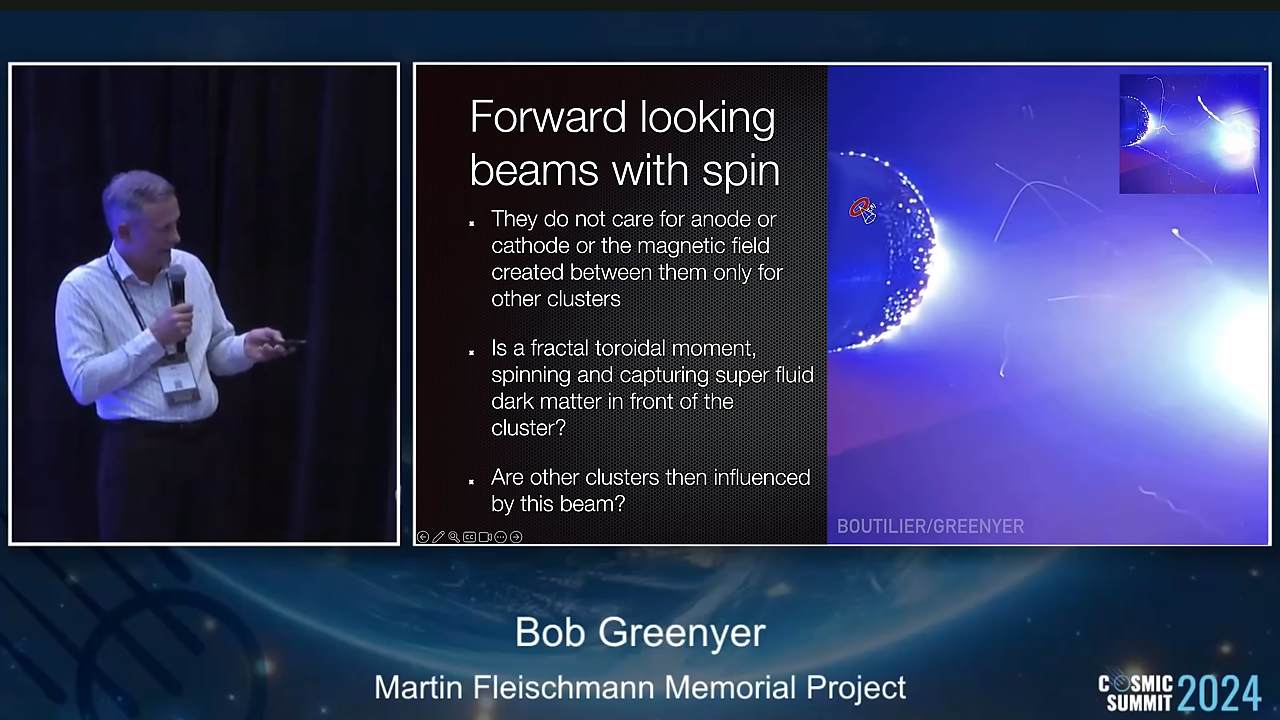 Forward looking
beams with spin
They do not care for anode or
cathode or the magnetic field
created between them only for
other clusters
Is a fractal toroidal moment,
spinning and capturing super fluid
dark matter in front of the
cluster?
Are other clusters then influenced
by this beam?
BOUTILIER/GREENYER
Bob Greenyer
Martin Fleischmann Memorial Project
COSMIC
SUMMIT 2024